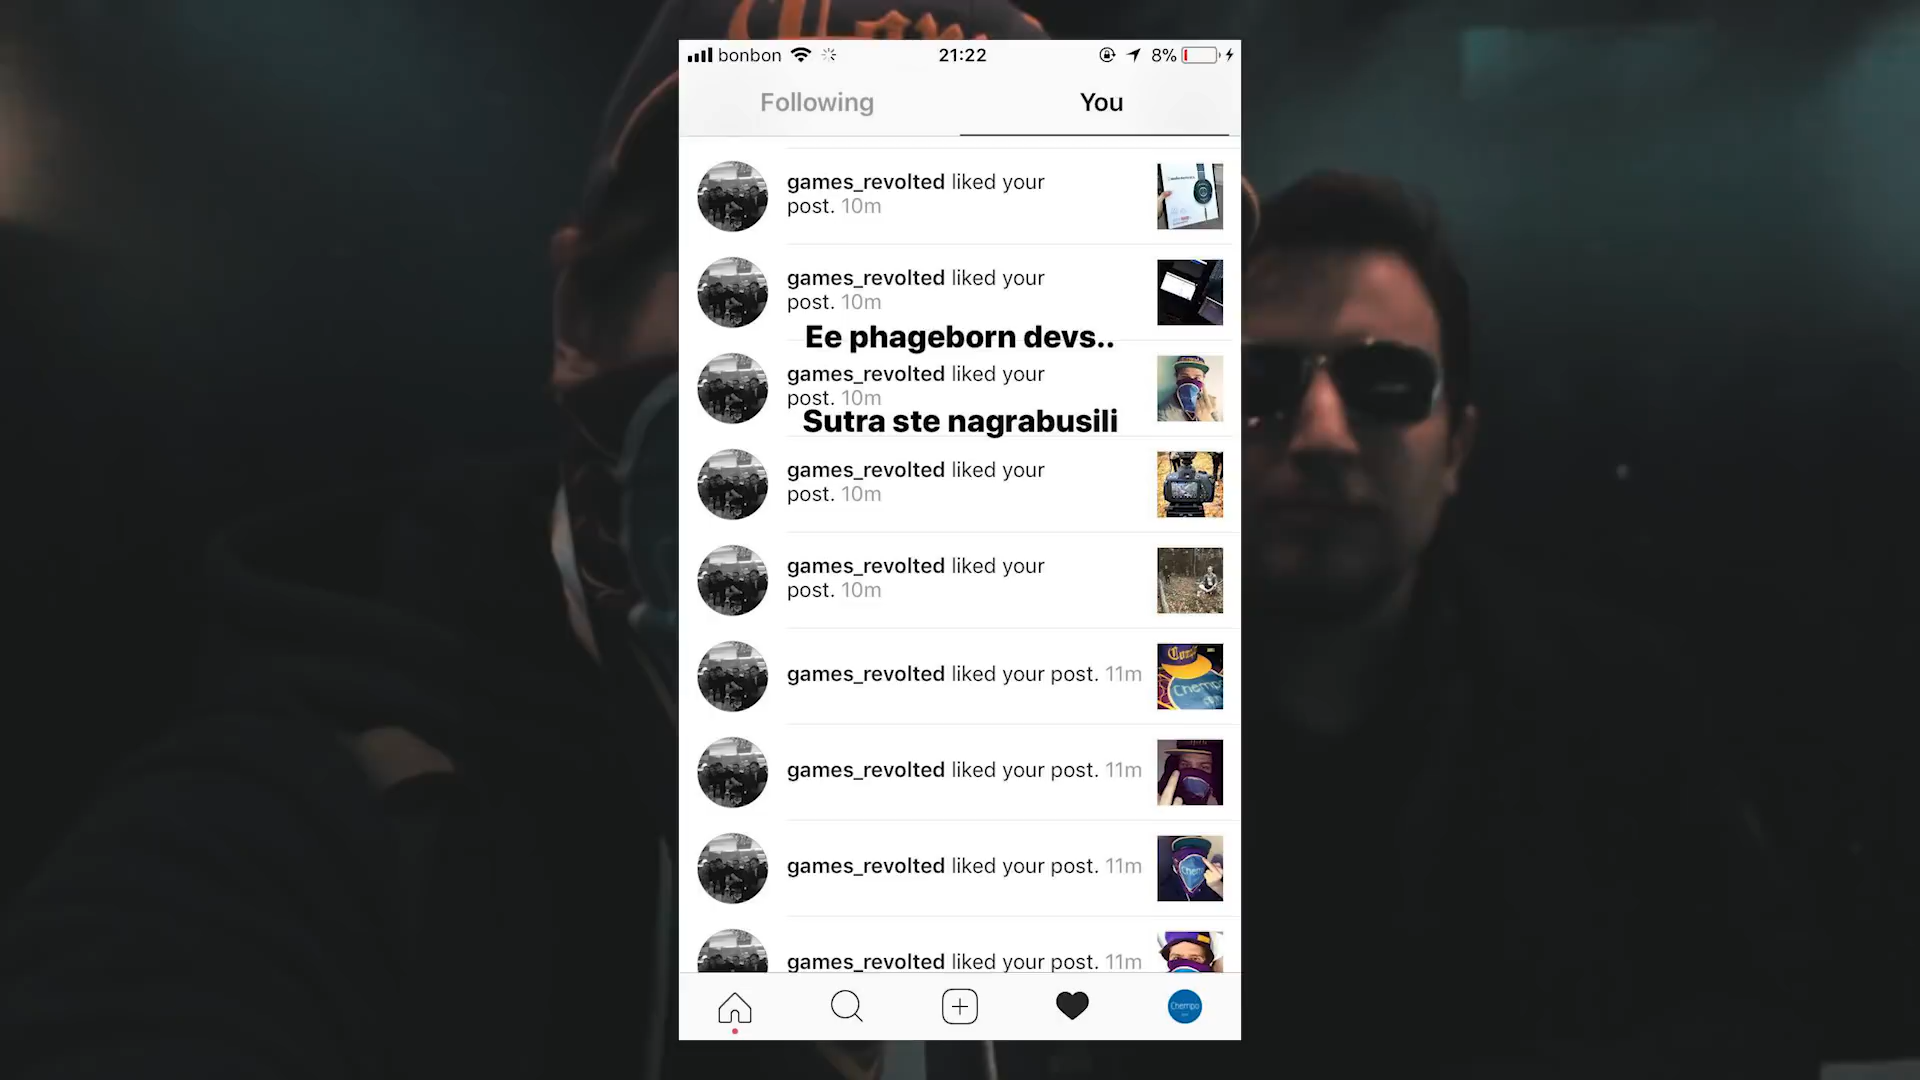 bonbon 21:22 8%
Following You
games_revolted liked your
post. 10m
games_revolted liked your
post. 10m
Ee phageborn devs..
games_revolted liked your
post. 10m
Sutra ste nagrabusili
games_revolted liked your
post. 10m
games_revolted liked your
post. 10m
games_revolted liked your post. 11m
games_revolted liked your post. 11m
games_revolted liked your post. 11m
games_revolted liked your post. 11m
Chempo